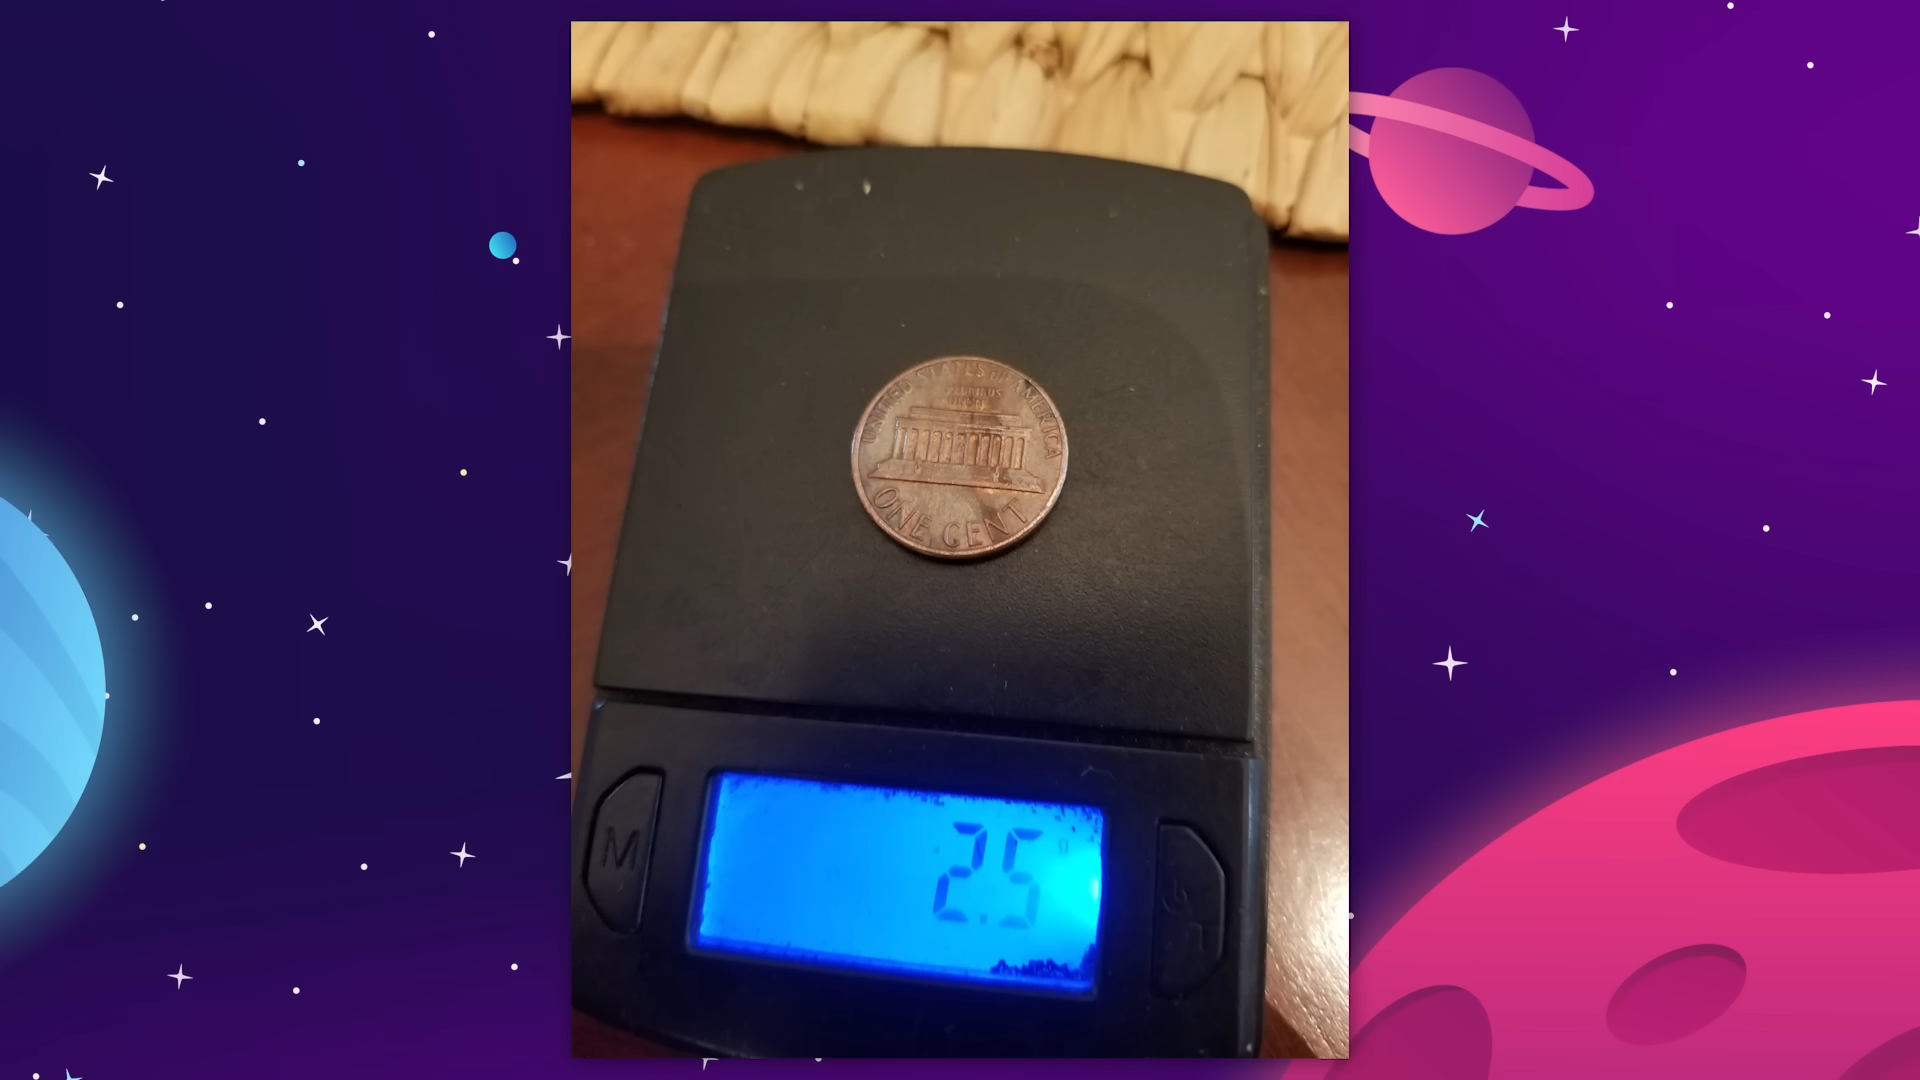 UNITED STATES OF AMERICA
PLURIBUS
UNUM
ONE CENT
2.5
M